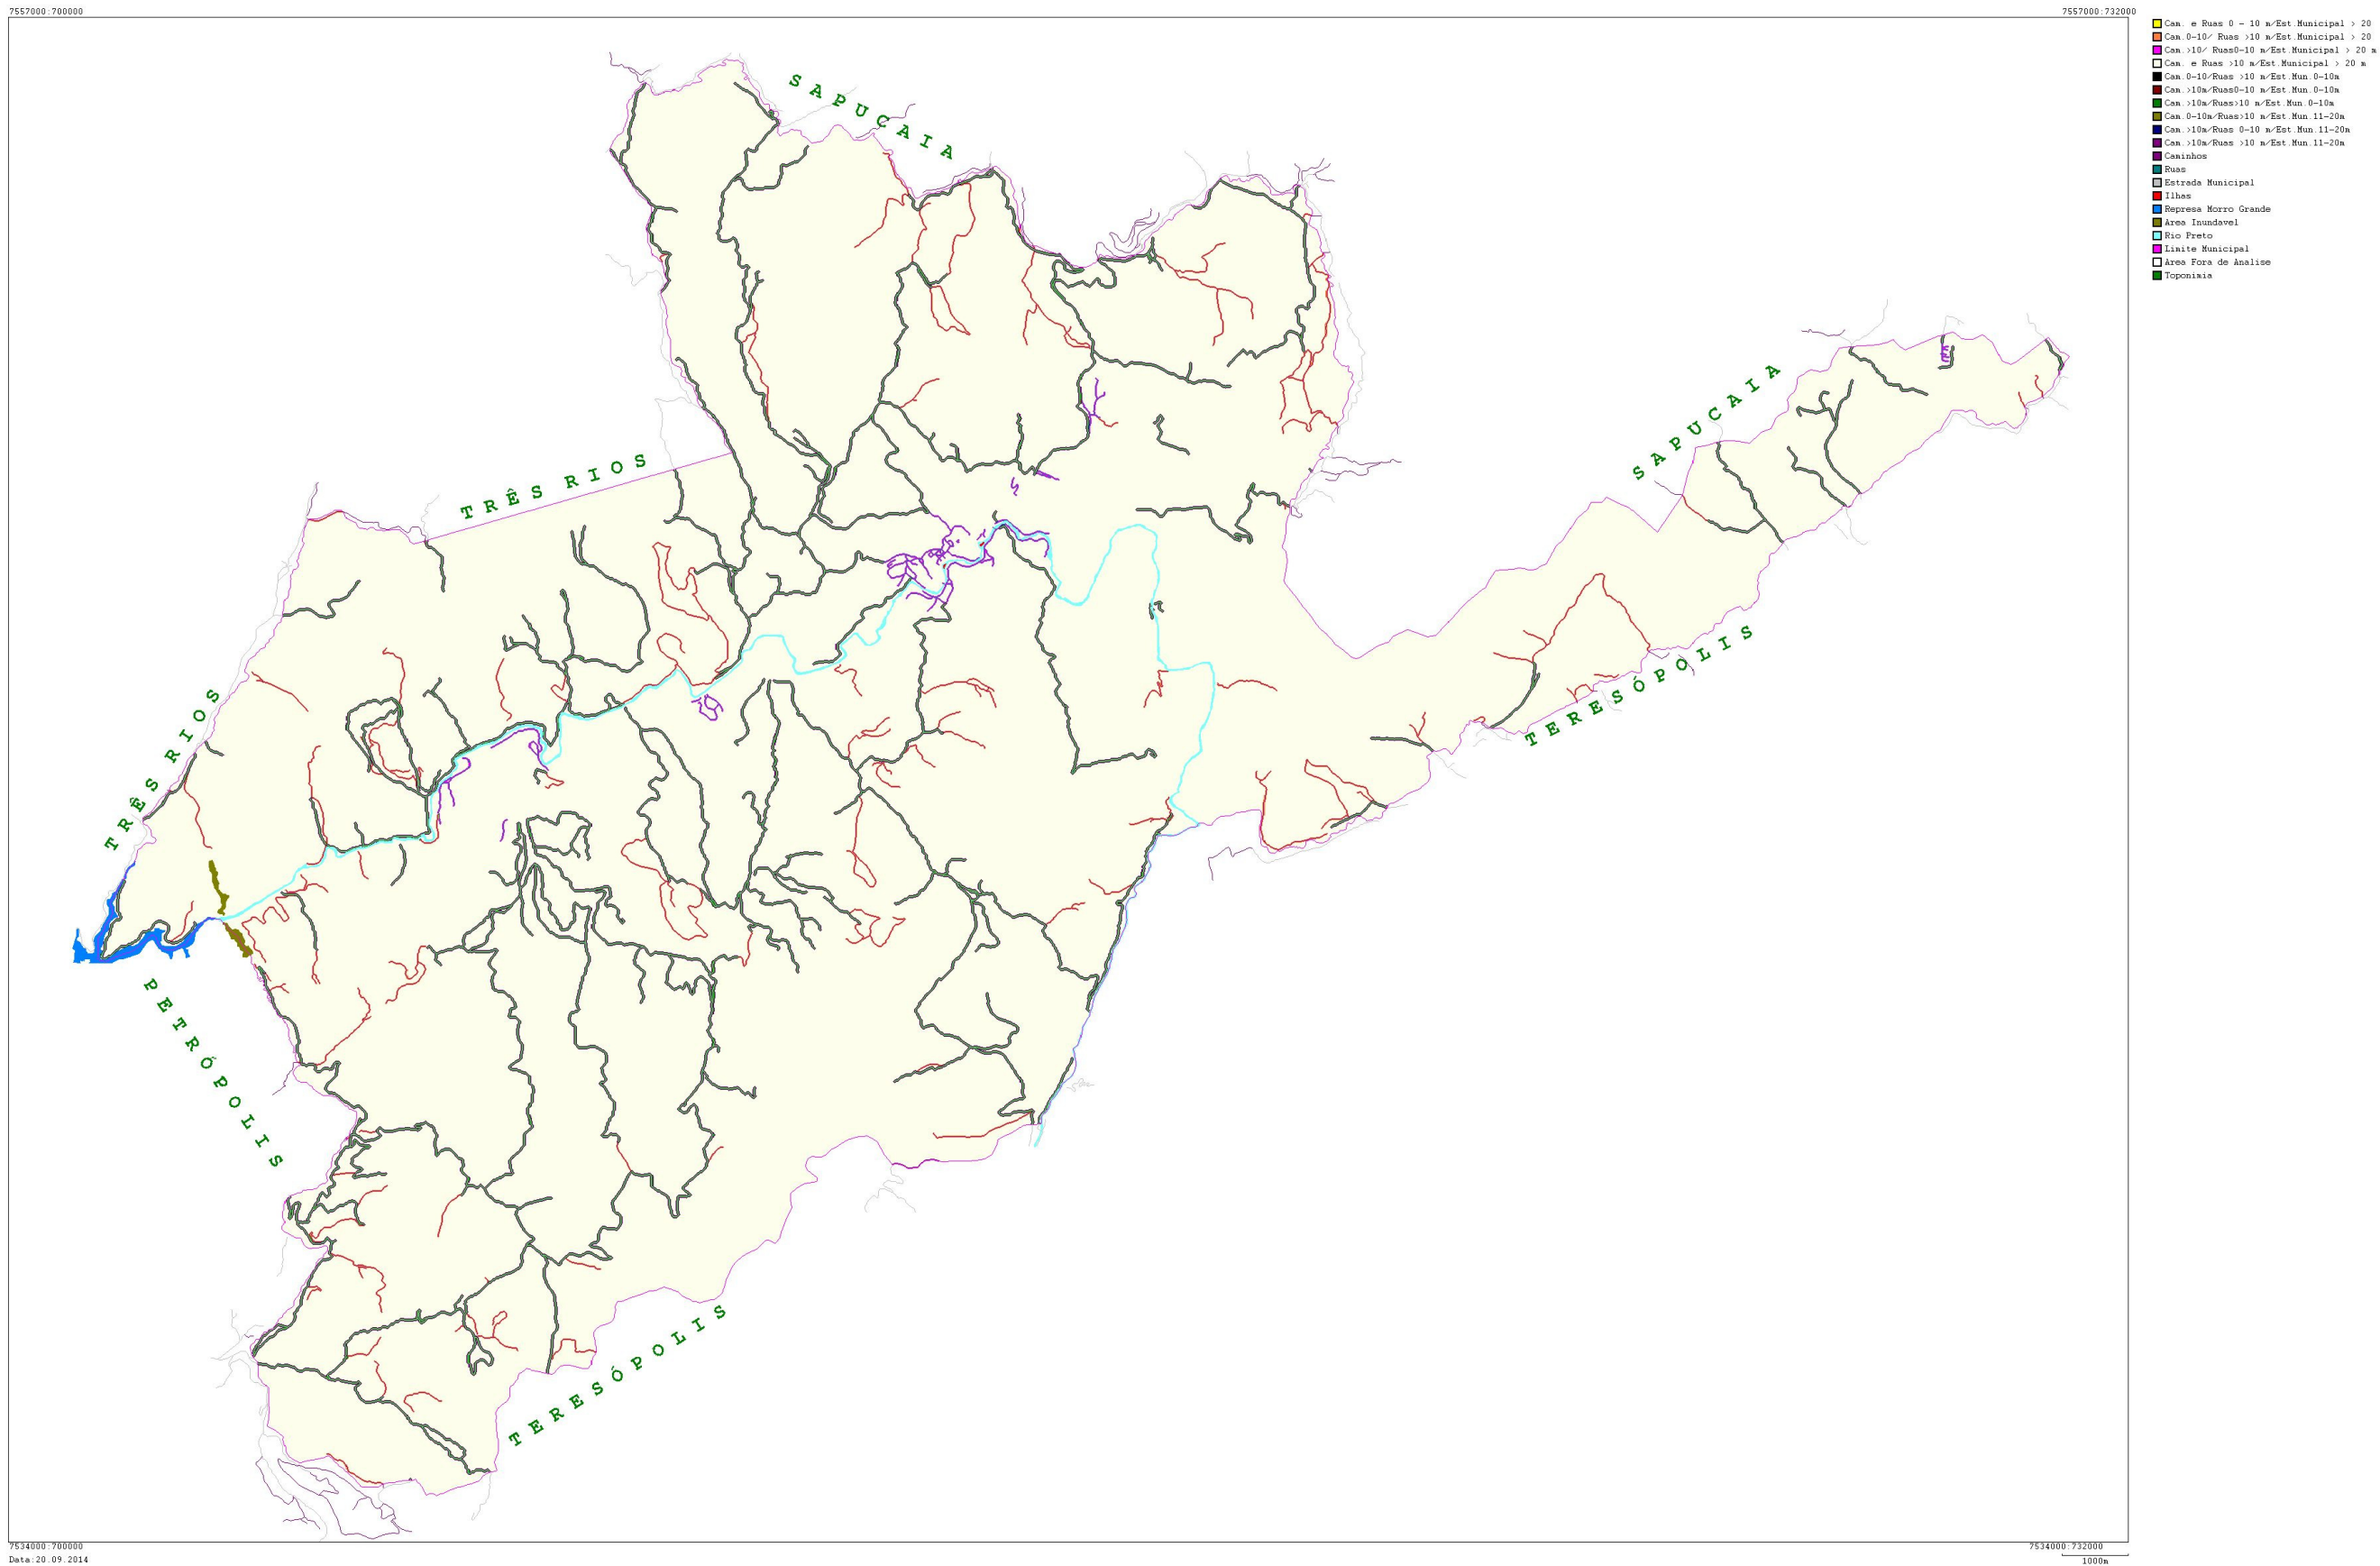 7557000:700000
7557000:732000
Cam. e Ruas 0 - 10 m/Est.Municipal > 20
Cam.0-10/ Ruas >10 m/Est.Municipal > 20
Cam.>10/ Ruas0-10 m/Est.Municipal > 20 m
Cam. e Ruas >10 m/Est.Municipal > 20 m
Cam.0-10/Ruas >10 m/Est.Mun.0-10m
Cam.>10m/Ruas0-10 m/Est.Mun.0-10m
Cam.>10m/Ruas>10 m/Est.Mun.0-10m
Cam.0-10m/Ruas>10 m/Est.Mun.11-20m
Cam.>10m/Ruas 0-10 m/Est.Mun.11-20m
Cam.>10m/Ruas >10 m/Est.Mun.11-20m
Caminhos
Ruas
Estrada Municipal
Ilhas
Represa Morro Grande
Area Inundavel
Rio Preto
Limite Municipal
Area Fora de Analise
Toponimia
SAPUCAIA
SAPUCAIA
TRÊS RIOS
TRÊS RIOS
TERESÓPOLIS
PETRÓPOLIS
TERESÓPOLIS
7534000:700000
7534000:732000
Data:20.09.2014
1000m